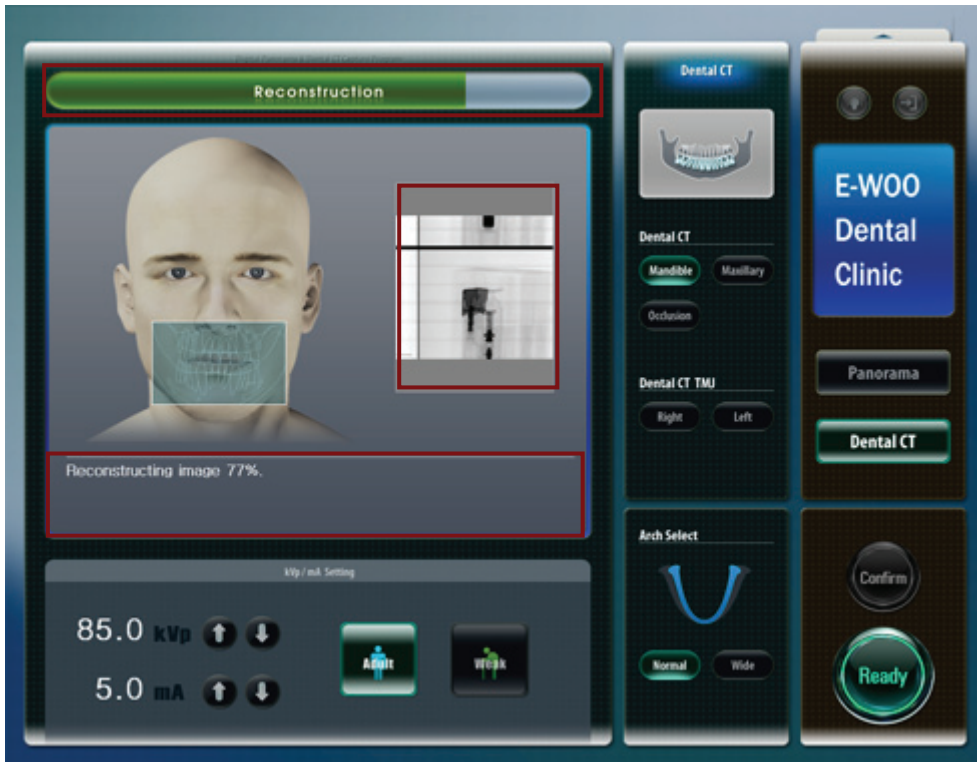 Reconstruction
Reconstructing image 77%.
kVp / mA Setting
85.0 kVp
5.0 mA
Adult
Weak
Dental CT
Dental CT
Mandible
Maxillary
Occlusion
Dental CT TMJ
Right
Left
Arch Select
Normal
Wide
E-WOO
Dental
Clinic
Panorama
Dental CT
Confirm
Ready